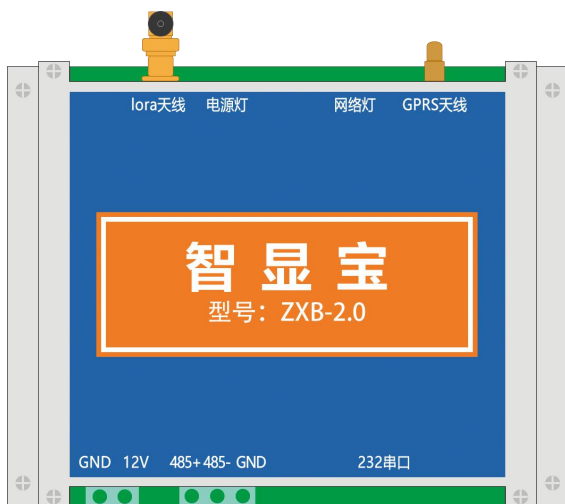 lora天线 电源灯 网络灯 GPRS天线
智显宝
型号：ZXB-2.0
GND 12V 485+ 485- GND 232串口